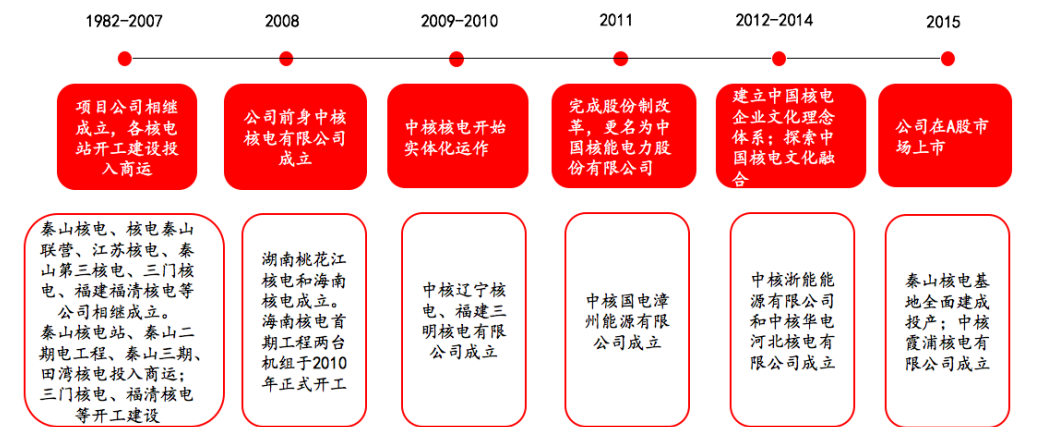 1982-2007
2008
2009-2010
2011
2012-2014
2015
项目公司相继
成立，各核电
站开工建设投
入商运
公司前身中核
核电有限公司
成立
中核核电开始
实体化运作
完成股份制改
革，更名为中
国核能电力股
份有限公司
建立中国核电
企业文化理念
体系；探索中
国核电文化融
合
公司在A股市
场上市
秦山核电、核电秦山
联营、江苏核电、秦
山第三核电、三门核
电、福建福清核电等
公司相继成立。
秦山核电站、秦山二
期电工程、秦山三期、
田湾核电投入商运；
三门核电、福清核电
等开工建设
湖南桃花江
核电和海南
核电成立。
海南核电首
期工程两台
机组于2010
年正式开工
中核辽宁核
电、福建三
明核电有限
公司成立
中核国电漳
州能源有限
公司成立
中核浙能能
源有限公司
和中核华电
河北核电有
限公司成立
秦山核电基
地全面建成
投产；中核
霞浦核电有
限公司成立